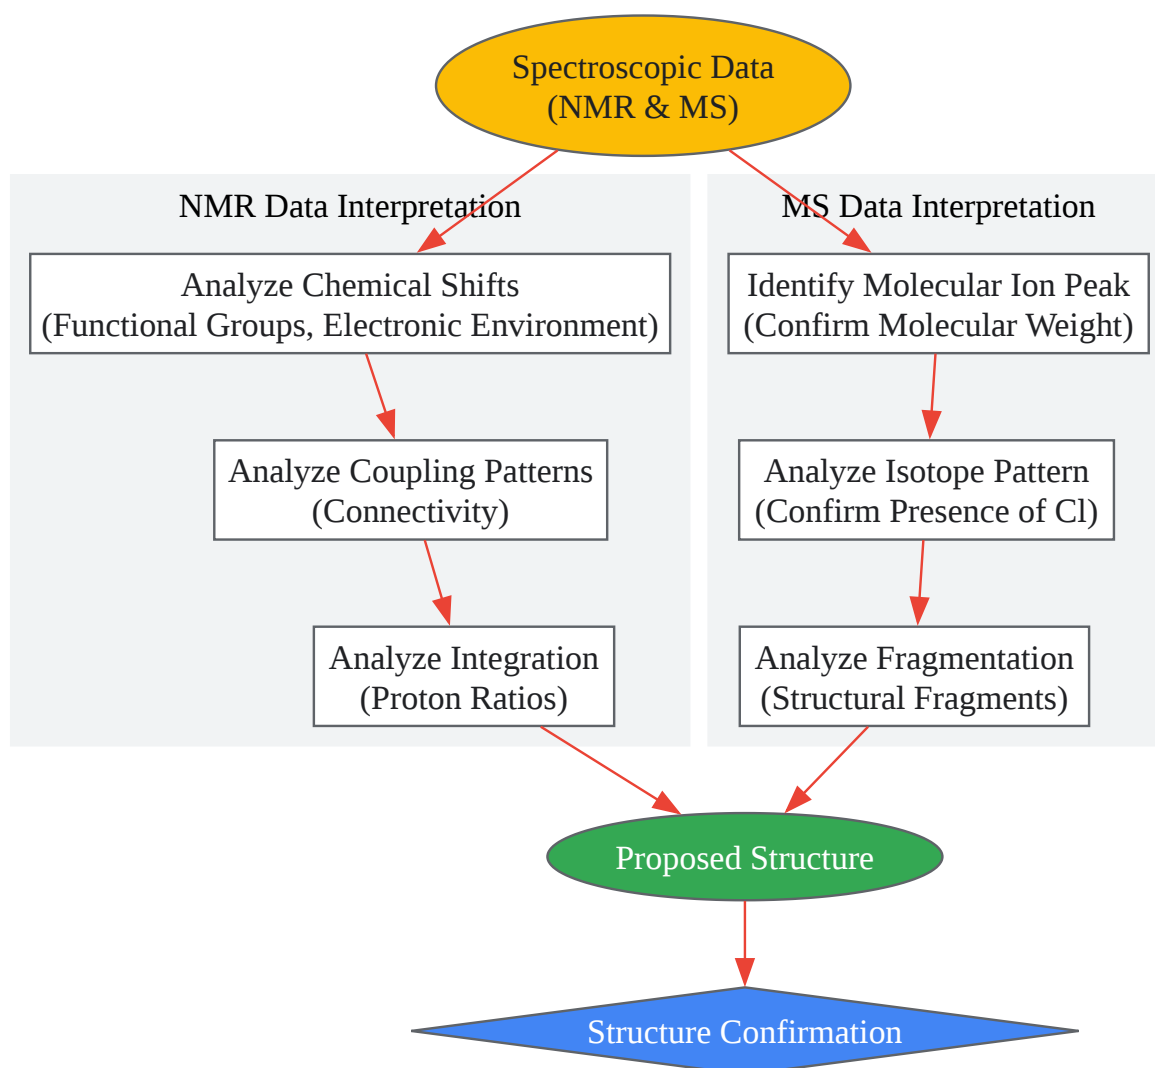 Spectroscopic Data
(NMR & MS)
NMR Data Interpretation
Analyze Chemical Shifts
(Functional Groups, Electronic Environment)
Analyze Coupling Patterns
(Connectivity)
Analyze Integration
(Proton Ratios)
MS Data Interpretation
Identify Molecular Ion Peak
(Confirm Molecular Weight)
Analyze Isotope Pattern
(Confirm Presence of Cl)
Analyze Fragmentation
(Structural Fragments)
Proposed Structure
Structure Confirmation